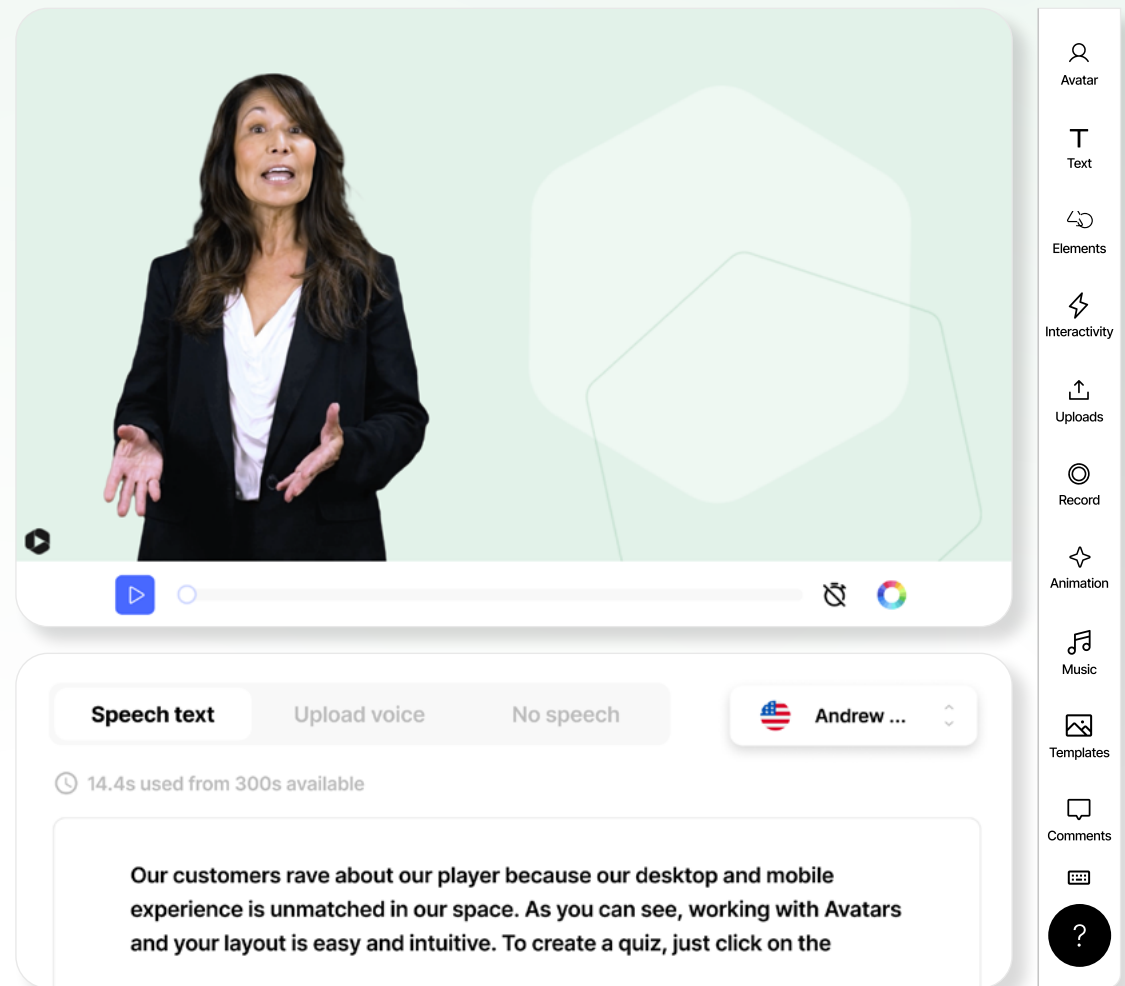 Avatar
Text
Elements
Interactivity
Uploads
Record
Animation
Music
Templates
Comments
?
Speech text
Upload voice
No speech
Andrew ...
14.4s used from 300s available
Our customers rave about our player because our desktop and mobile
experience is unmatched in our space. As you can see, working with Avatars
and your layout is easy and intuitive. To create a quiz, just click on the